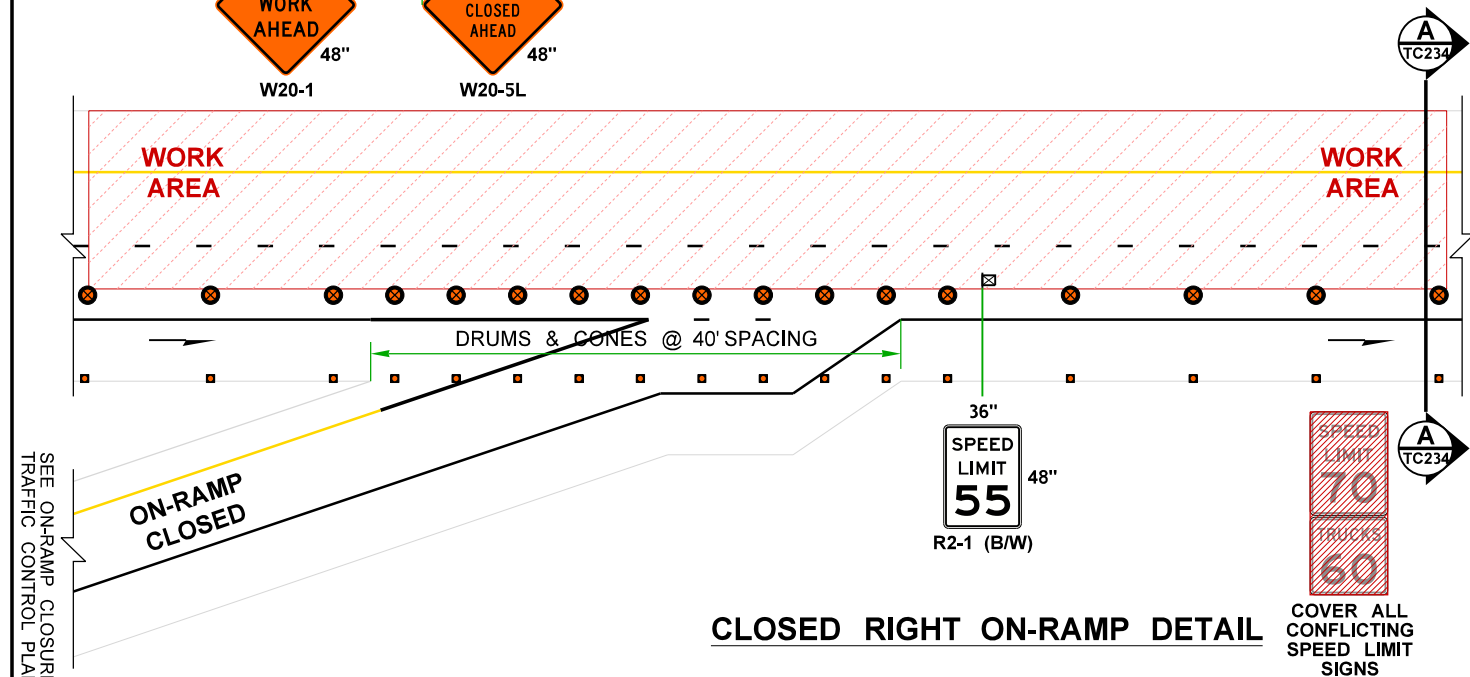 WORK
AHEAD
48"
W20-1
CLOSED
AHEAD
48"
W20-5L
A
TC234
WORK
AREA
WORK
AREA
DRUMS & CONES @ 40' SPACING
36"
SPEED
LIMIT
55
48"
R2-1 (B/W)
SPEED
LIMIT
70
TRUCKS
60
A
TC234
ON-RAMP
CLOSED
SEE ON-RAMP CLOSURE
TRAFFIC CONTROL PLAN
CLOSED RIGHT ON-RAMP DETAIL
COVER ALL
CONFLICTING
SPEED LIMIT
SIGNS